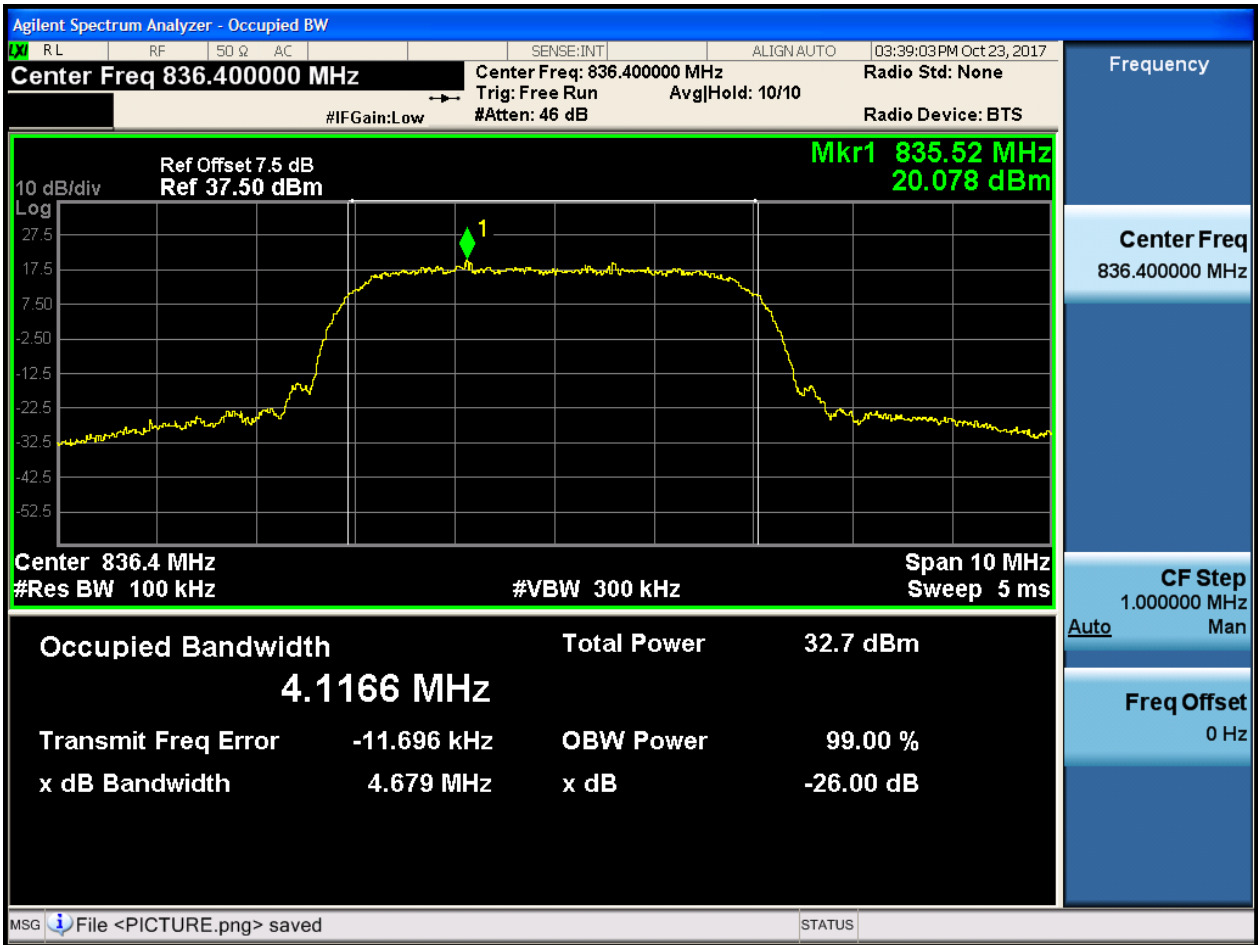 Agilent Spectrum Analyzer - Occupied BW
LXI RL RF 50 Ω AC SENSE:INT ALIGN AUTO 03:39:03 PM Oct 23, 2017
Center Freq 836.400000 MHz
Center Freq: 836.400000 MHz Radio Std: None
Trig: Free Run Avg|Hold: 10/10
#IFGain:Low #Atten: 46 dB Radio Device: BTS
Frequency
Ref Offset 7.5 dB
10 dB/div Ref 37.50 dBm
Mkr1 835.52 MHz
20.078 dBm
Log
27.5
17.5
7.50
-2.50
-12.5
-22.5
-32.5
-42.5
-52.5
1
Center 836.4 MHz Span 10 MHz
#Res BW 100 kHz #VBW 300 kHz Sweep 5 ms
Center Freq
836.400000 MHz
CF Step
1.000000 MHz
Auto Man
Freq Offset
0 Hz
Occupied Bandwidth Total Power 32.7 dBm
4.1166 MHz
Transmit Freq Error -11.696 kHz OBW Power 99.00 %
x dB Bandwidth 4.679 MHz x dB -26.00 dB
MSG File <PICTURE.png> saved STATUS